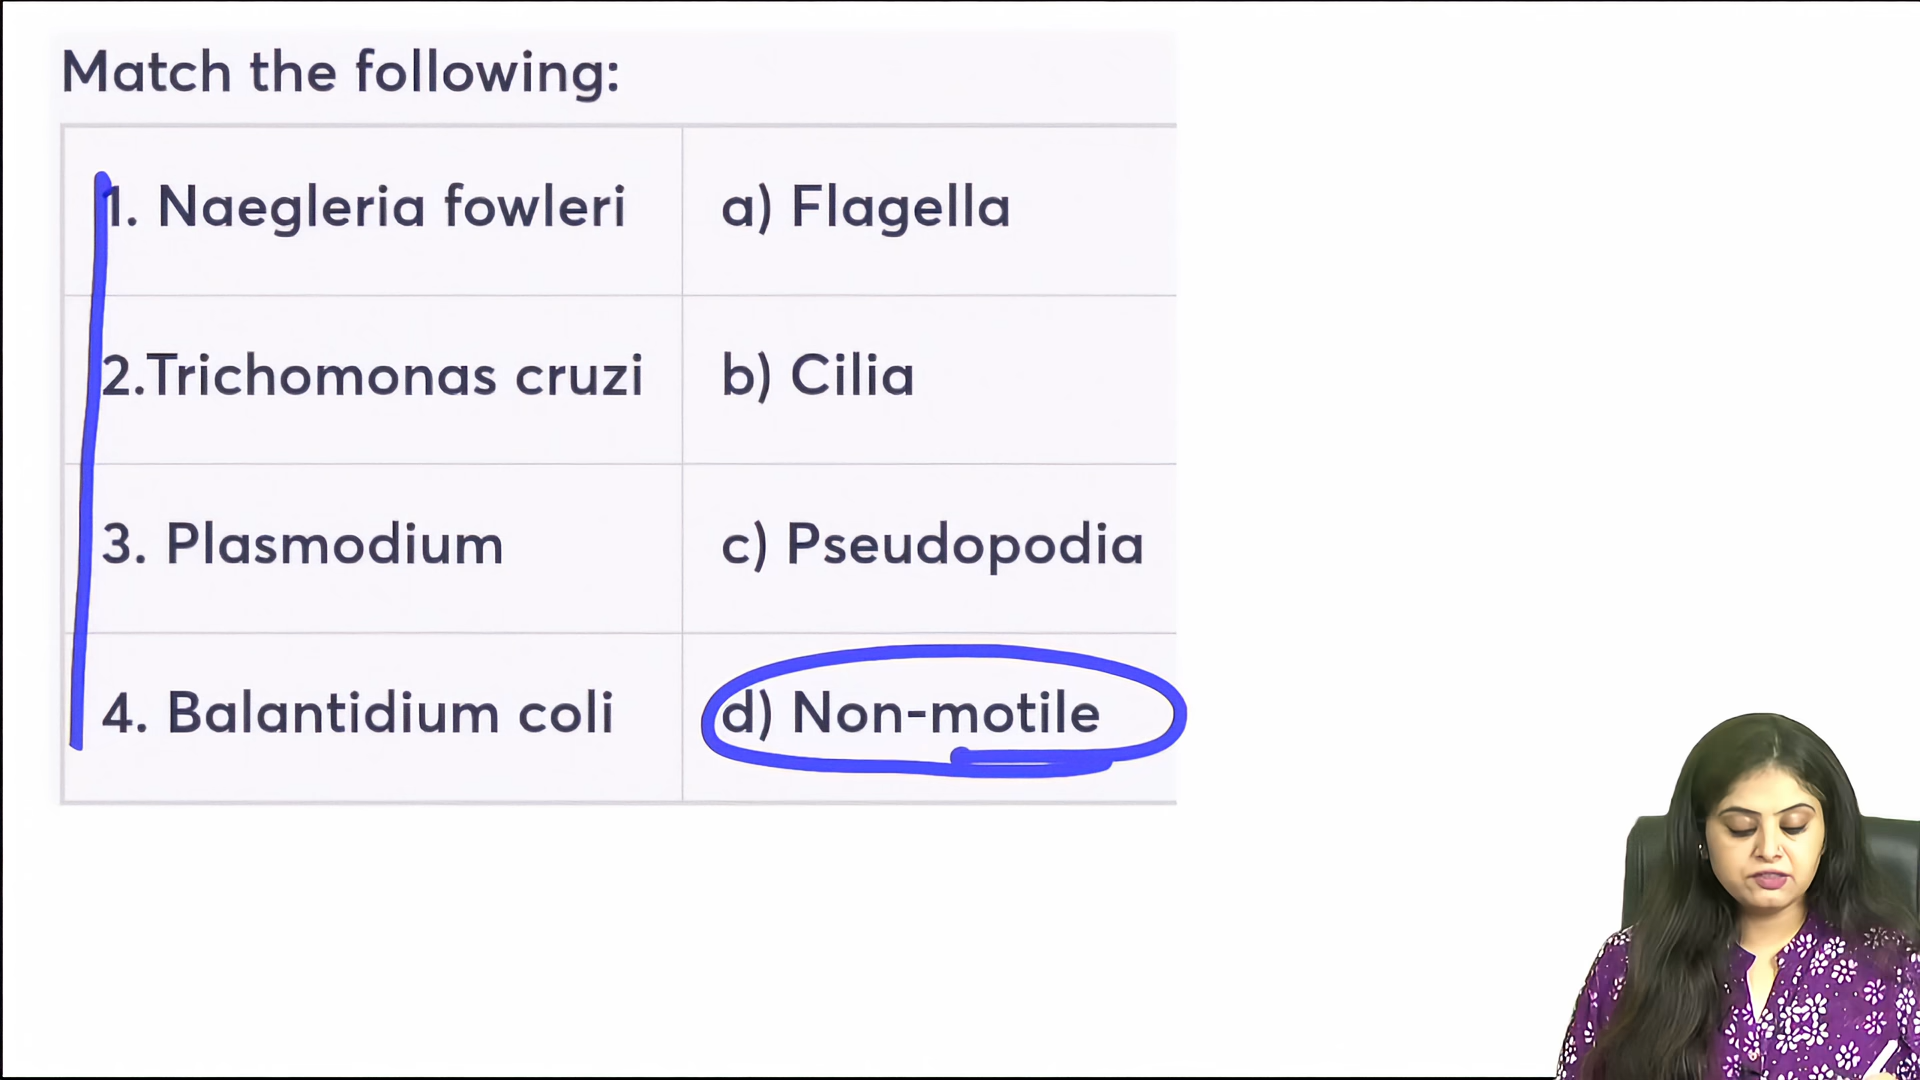 Match the following:
1. Naegleria fowleri
a) Flagella
2.Trichomonas cruzi
b) Cilia
3. Plasmodium
c) Pseudopodia
4. Balantidium coli
d) Non-motile